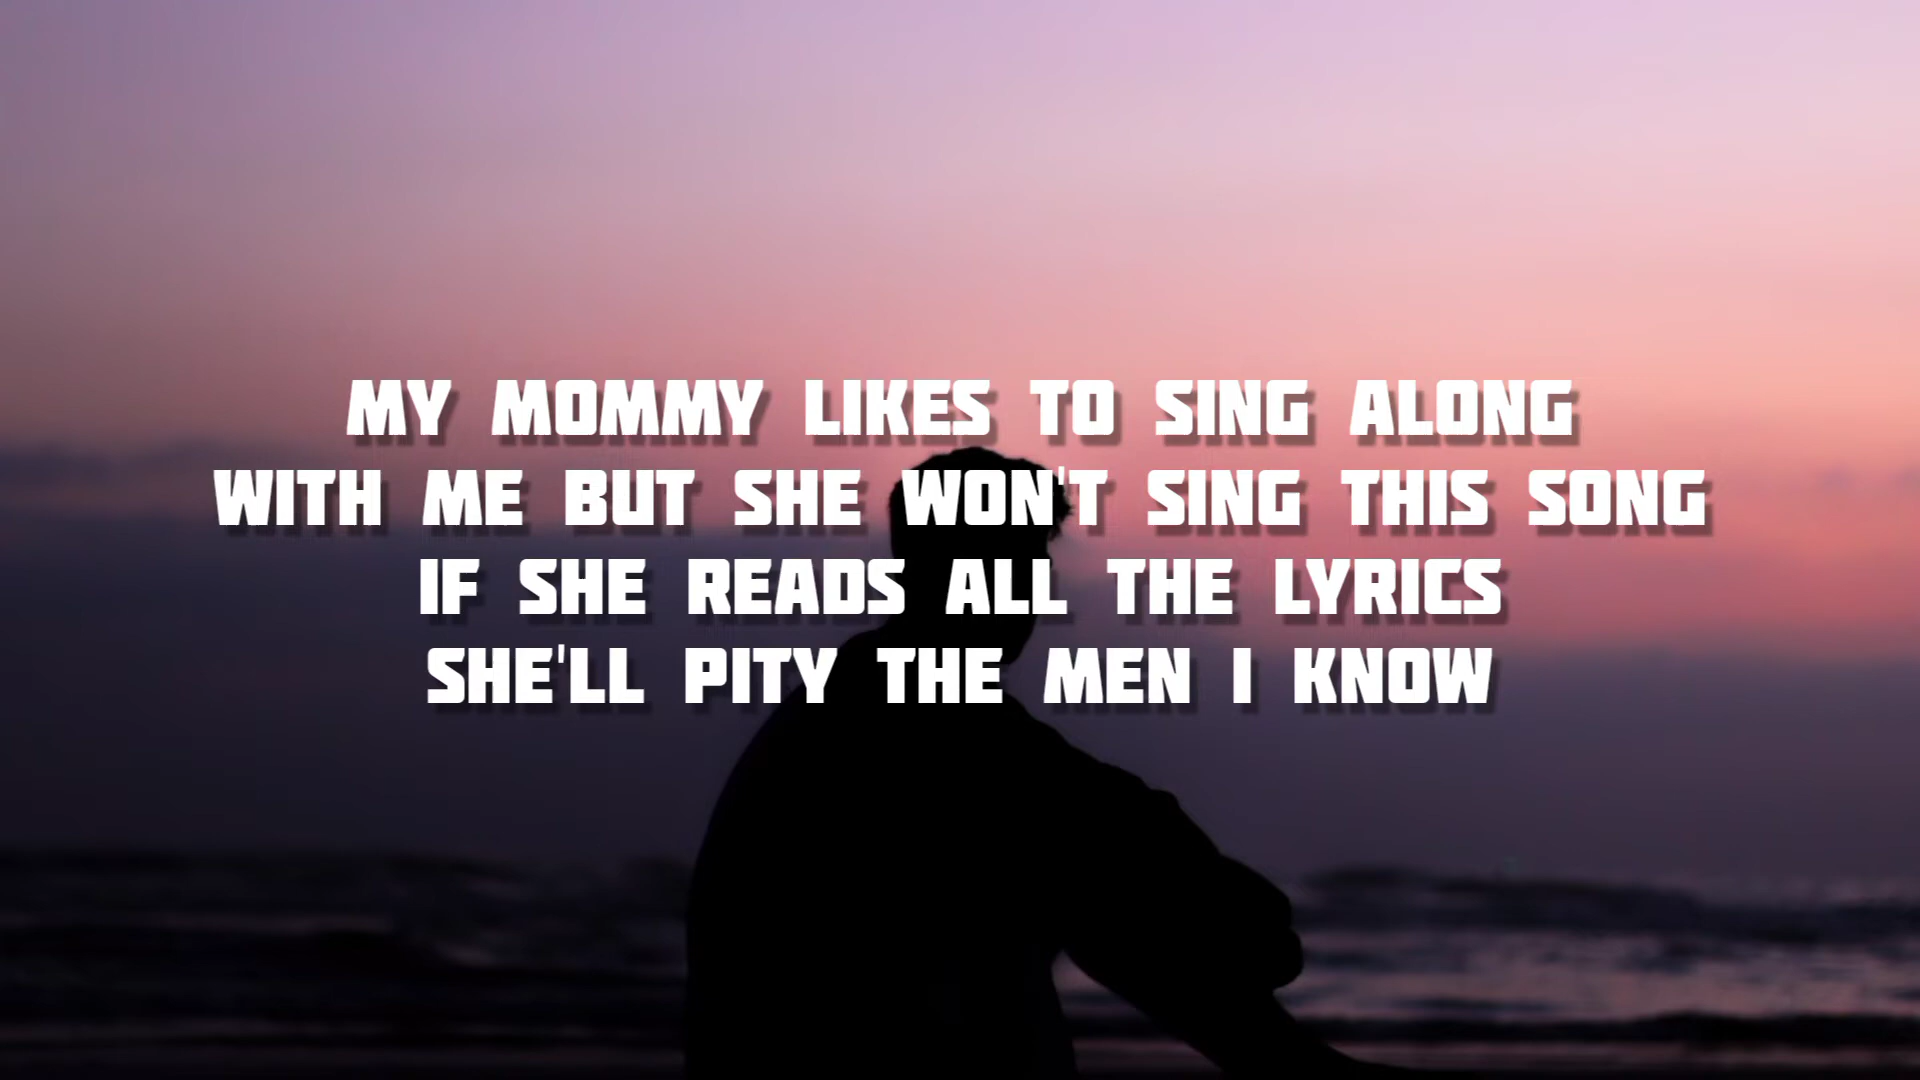 MY MOMMY LIKES TO SING ALONG
WITH ME BUT SHE WON'T SING THIS SONG
IF SHE READS ALL THE LYRICS
SHE'LL PITY THE MEN I KNOW